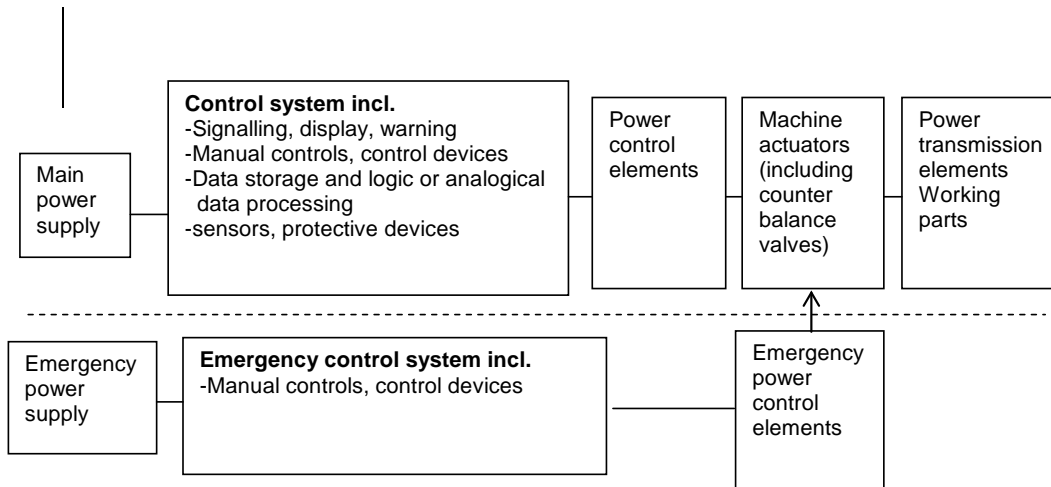 Main
power
supply
Control system incl.
-Signalling, display, warning
-Manual controls, control devices
-Data storage and logic or analogical
data processing
-sensors, protective devices
Power
control
elements
Machine
actuators
(including
counter
balance
valves)
Power
transmission
elements
Working
parts
Emergency
power
supply
Emergency control system incl.
-Manual controls, control devices
Emergency
power
control
elements